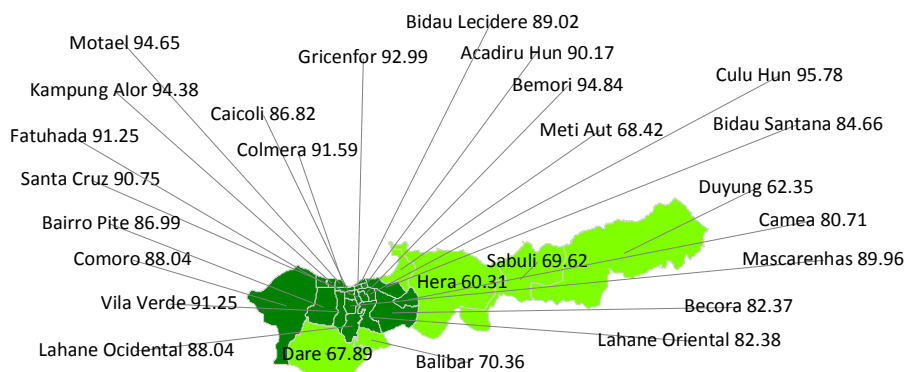 Bidau Lecidere 89.02
Motael 94.65
Gricenfor 92.99
Acadiru Hun 90.17
Culu Hun 95.78
Bemori 94.84
Kampung Alor 94.38
Caicoli 86.82
Bidau Santana 84.66
Meti Aut 68.42
Fatuhada 91.25
Colmera 91.59
Santa Cruz 90.75
Duyung 62.35
Bairro Pite 86.99
Camea 80.71
Comoro 88.04
Sabuli 69.62
Mascarenhas 89.96
Hera 60.31
Vila Verde 91.25
Becora 82.37
Lahane Oriental 82.38
Lahane Ocidental 88.04
Dare 67.89
Balibar 70.36